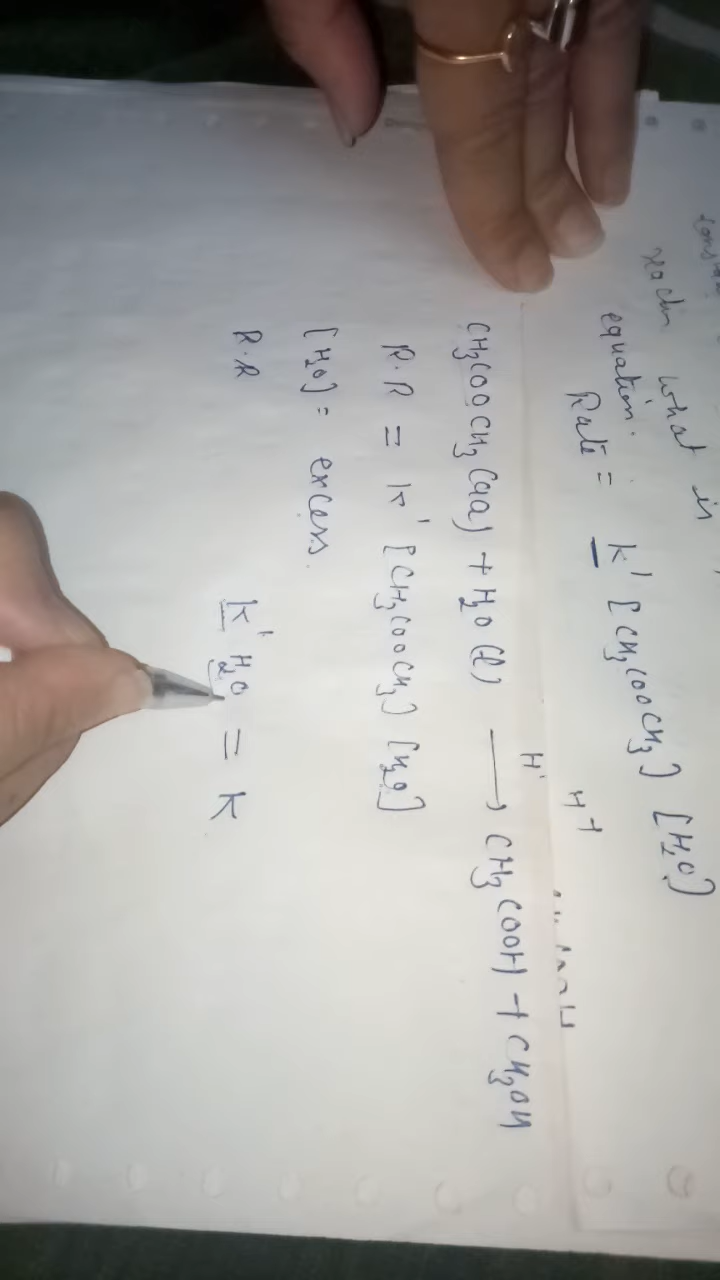 what is
equation.
Rate = k' [CH3COOCH3] [H2O]
H+
H'
CH3COOCH3 (aq) + H2O (l) ⟶ CH3COOH + CH3OH
R.R = k' [CH3COOCH3] [H2O]
[H2O] = excess.
R.R
k' H2O = k